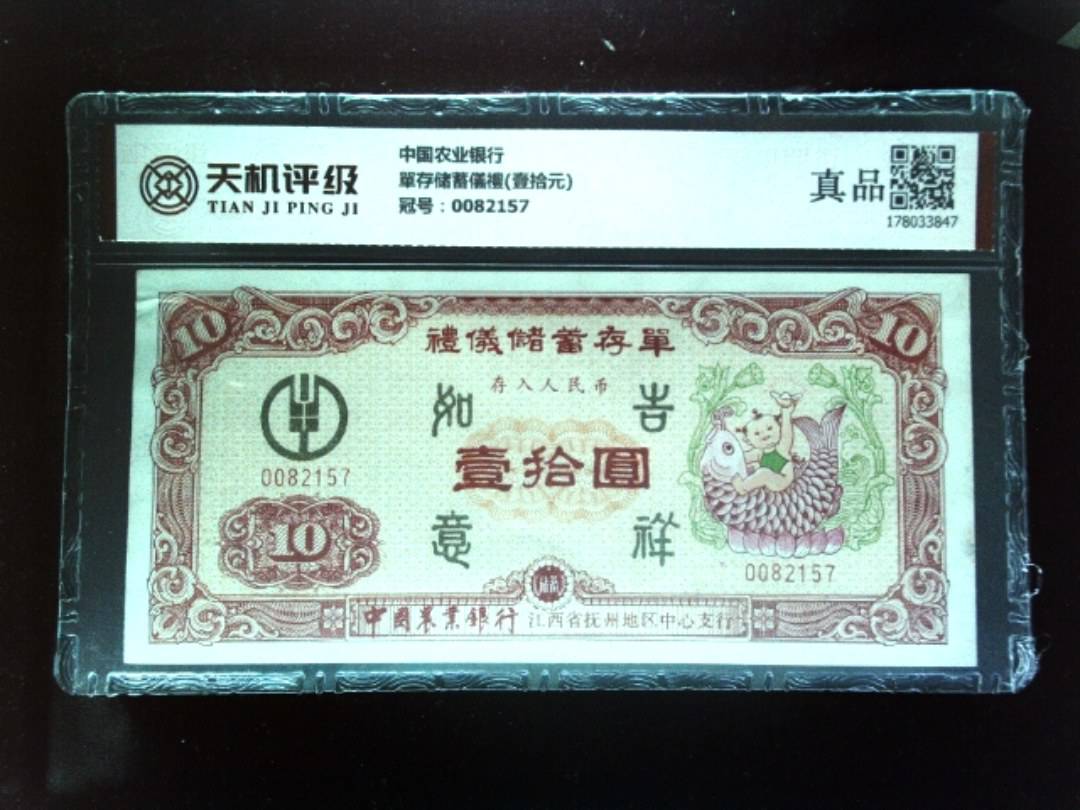 天机评级
TIAN JI PING JI
中国农业银行
單存储蓄儀禮(壹拾元)
冠号：0082157
真品
178033847
10
10
禮儀儲蓄存單
存入人民币
如
吉
0082157
壹拾圓
10
意
祥
0082157
儲蓄
中國農業銀行 江西省抚州地区中心支行